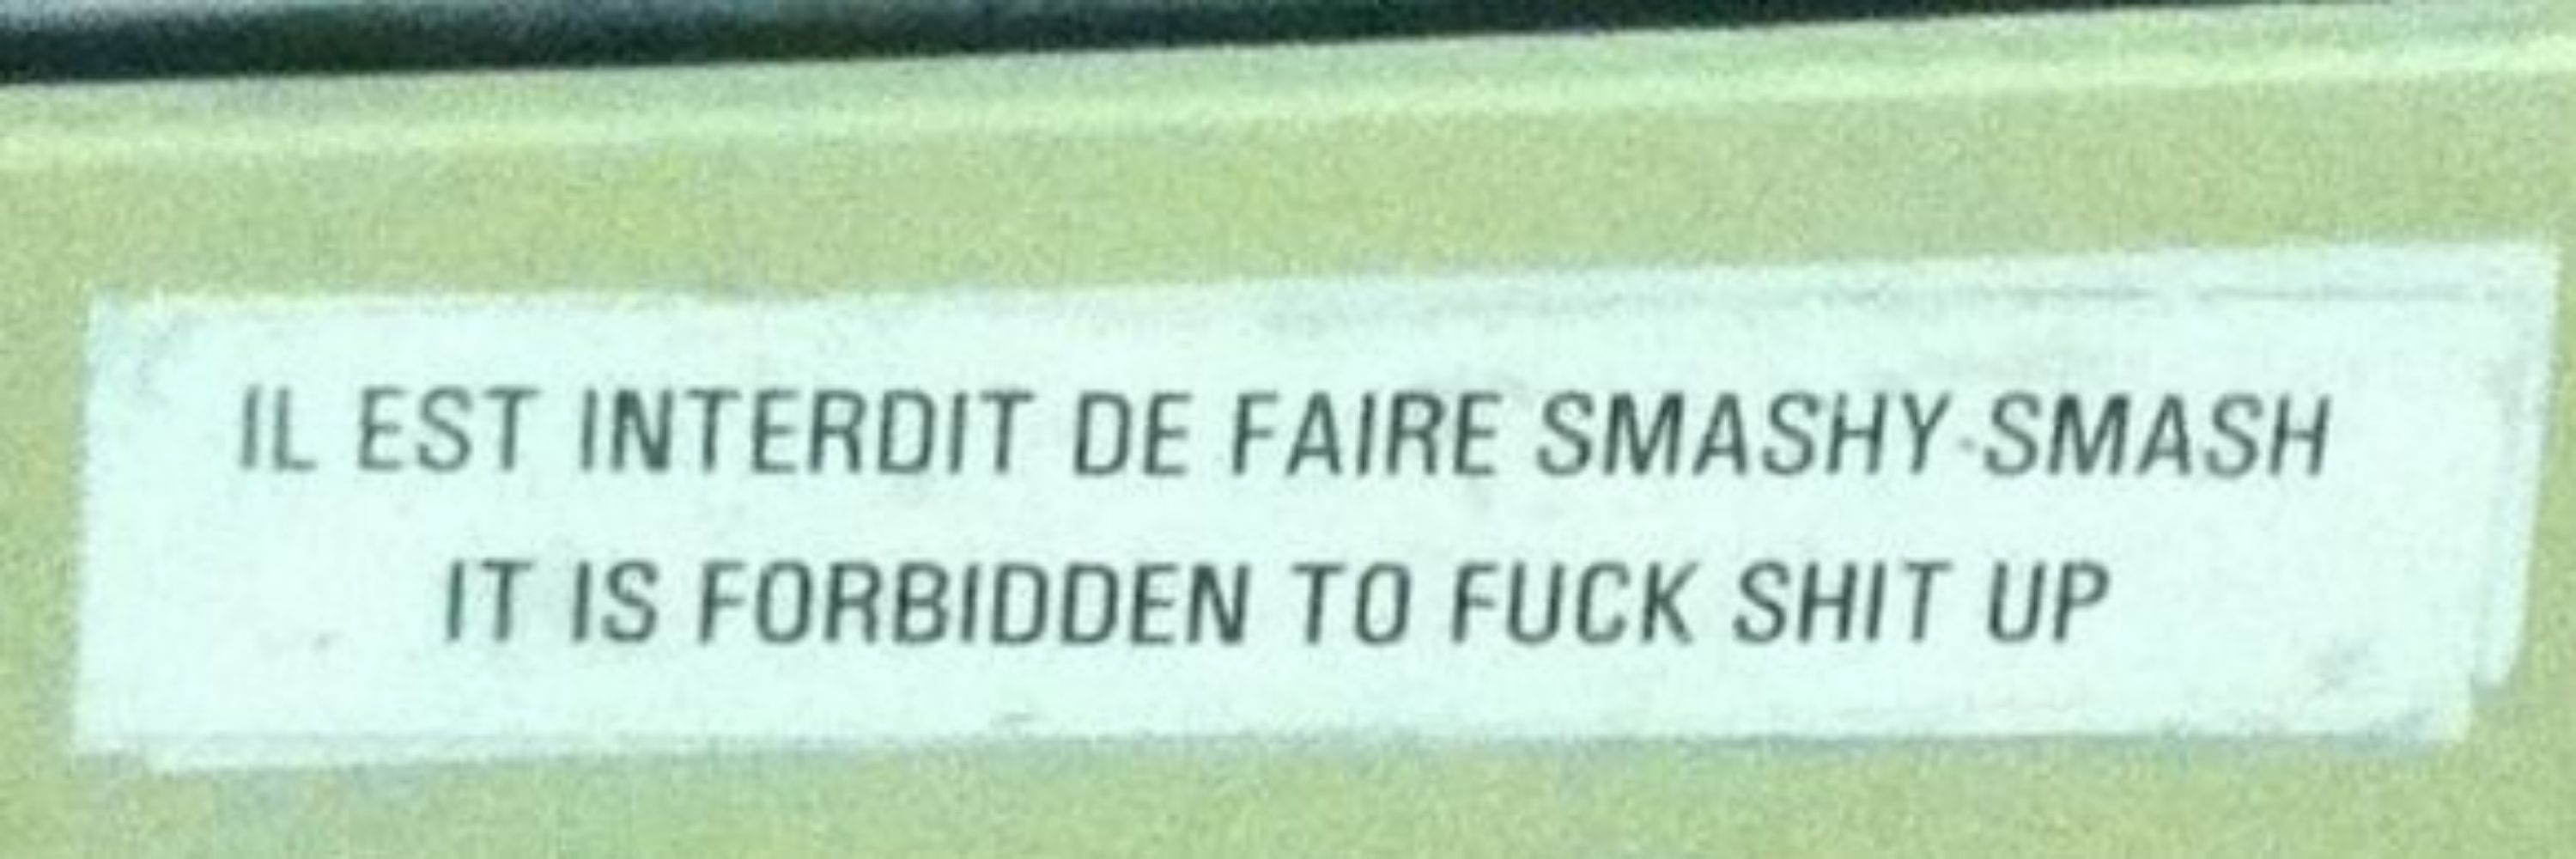 IL EST INTERDIT DE FAIRE SMASHY-SMASH
IT IS FORBIDDEN TO FUCK SHIT UP